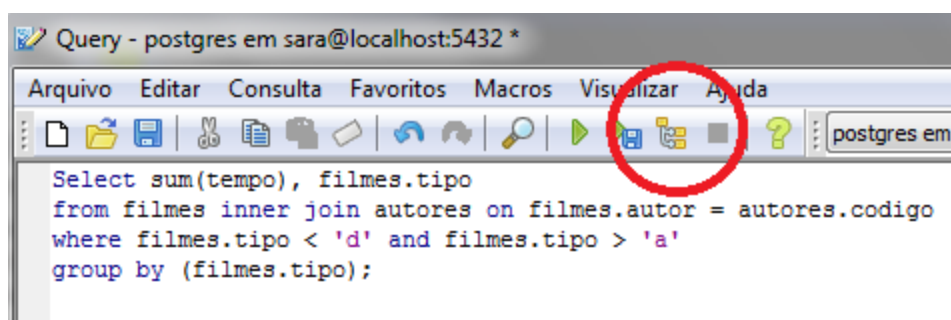 Query - postgres em sara@localhost:5432 *
Arquivo Editar Consulta Favoritos Macros Visualizar Ajuda
postgres em
Select sum(tempo), filmes.tipo
from filmes inner join autores on filmes.autor = autores.codigo
where filmes.tipo < 'd' and filmes.tipo > 'a'
group by (filmes.tipo);